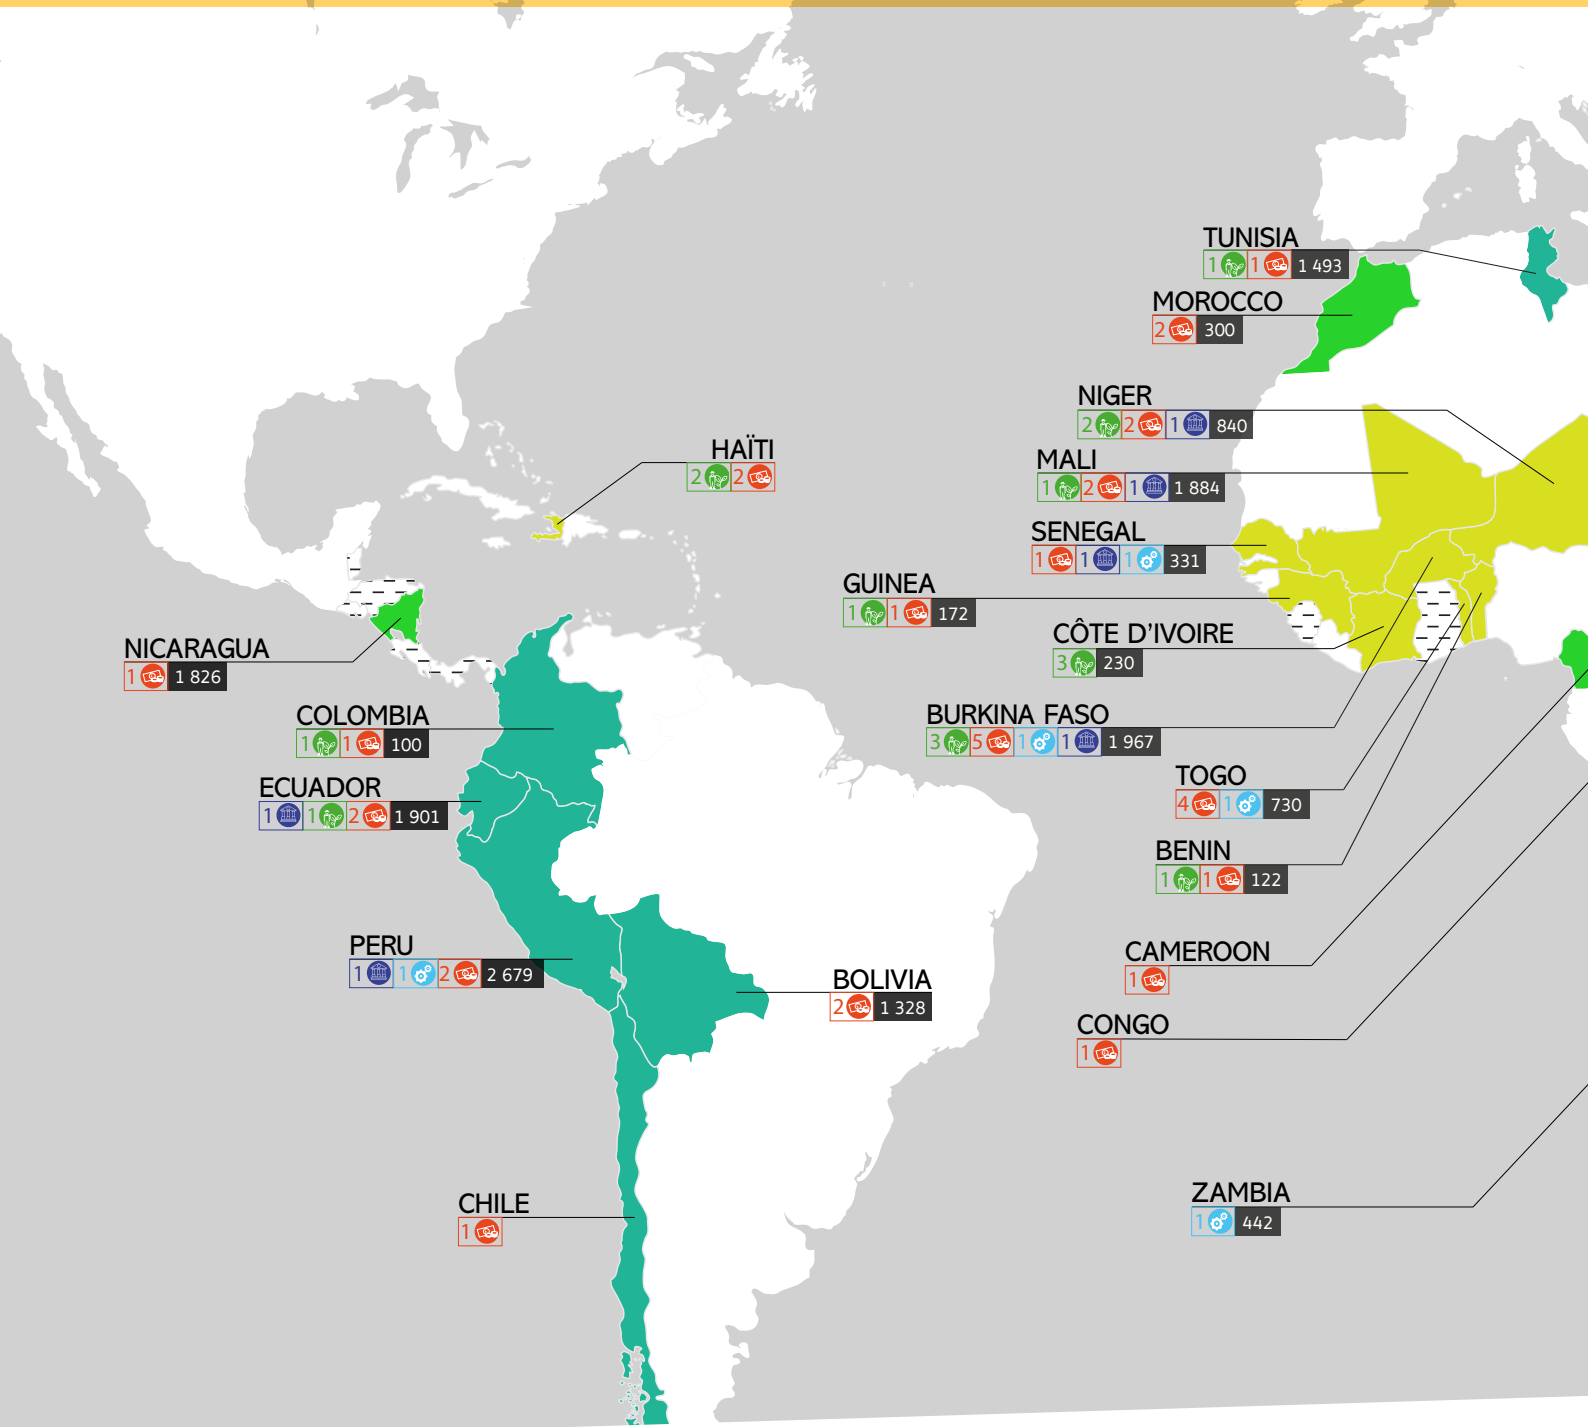 TUNISIA
1 1 1 493
MOROCCO
2 300
NIGER
2 2 1 840
MALI
1 2 1 1 884
HAÏTI
2 2
SENEGAL
1 1 1 331
GUINEA
1 1 172
CÔTE D'IVOIRE
3 230
NICARAGUA
1 1 826
COLOMBIA
1 1 100
BURKINA FASO
3 5 1 1 1 967
ECUADOR
1 1 2 1 901
TOGO
4 1 730
BENIN
1 1 122
PERU
1 1 2 2 679
CAMEROON
1
BOLIVIA
2 1 328
CONGO
1
CHILE
1
ZAMBIA
1 442